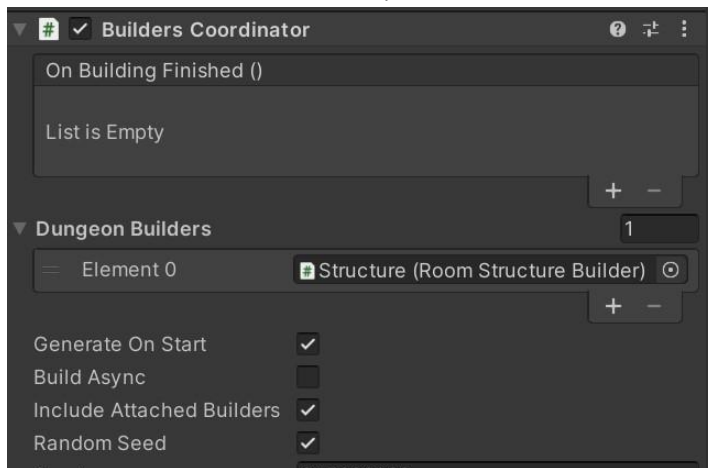 Builders Coordinator
On Building Finished ()
List is Empty
Dungeon Builders 1
Element 0 Structure (Room Structure Builder)
Generate On Start
Build Async
Include Attached Builders
Random Seed